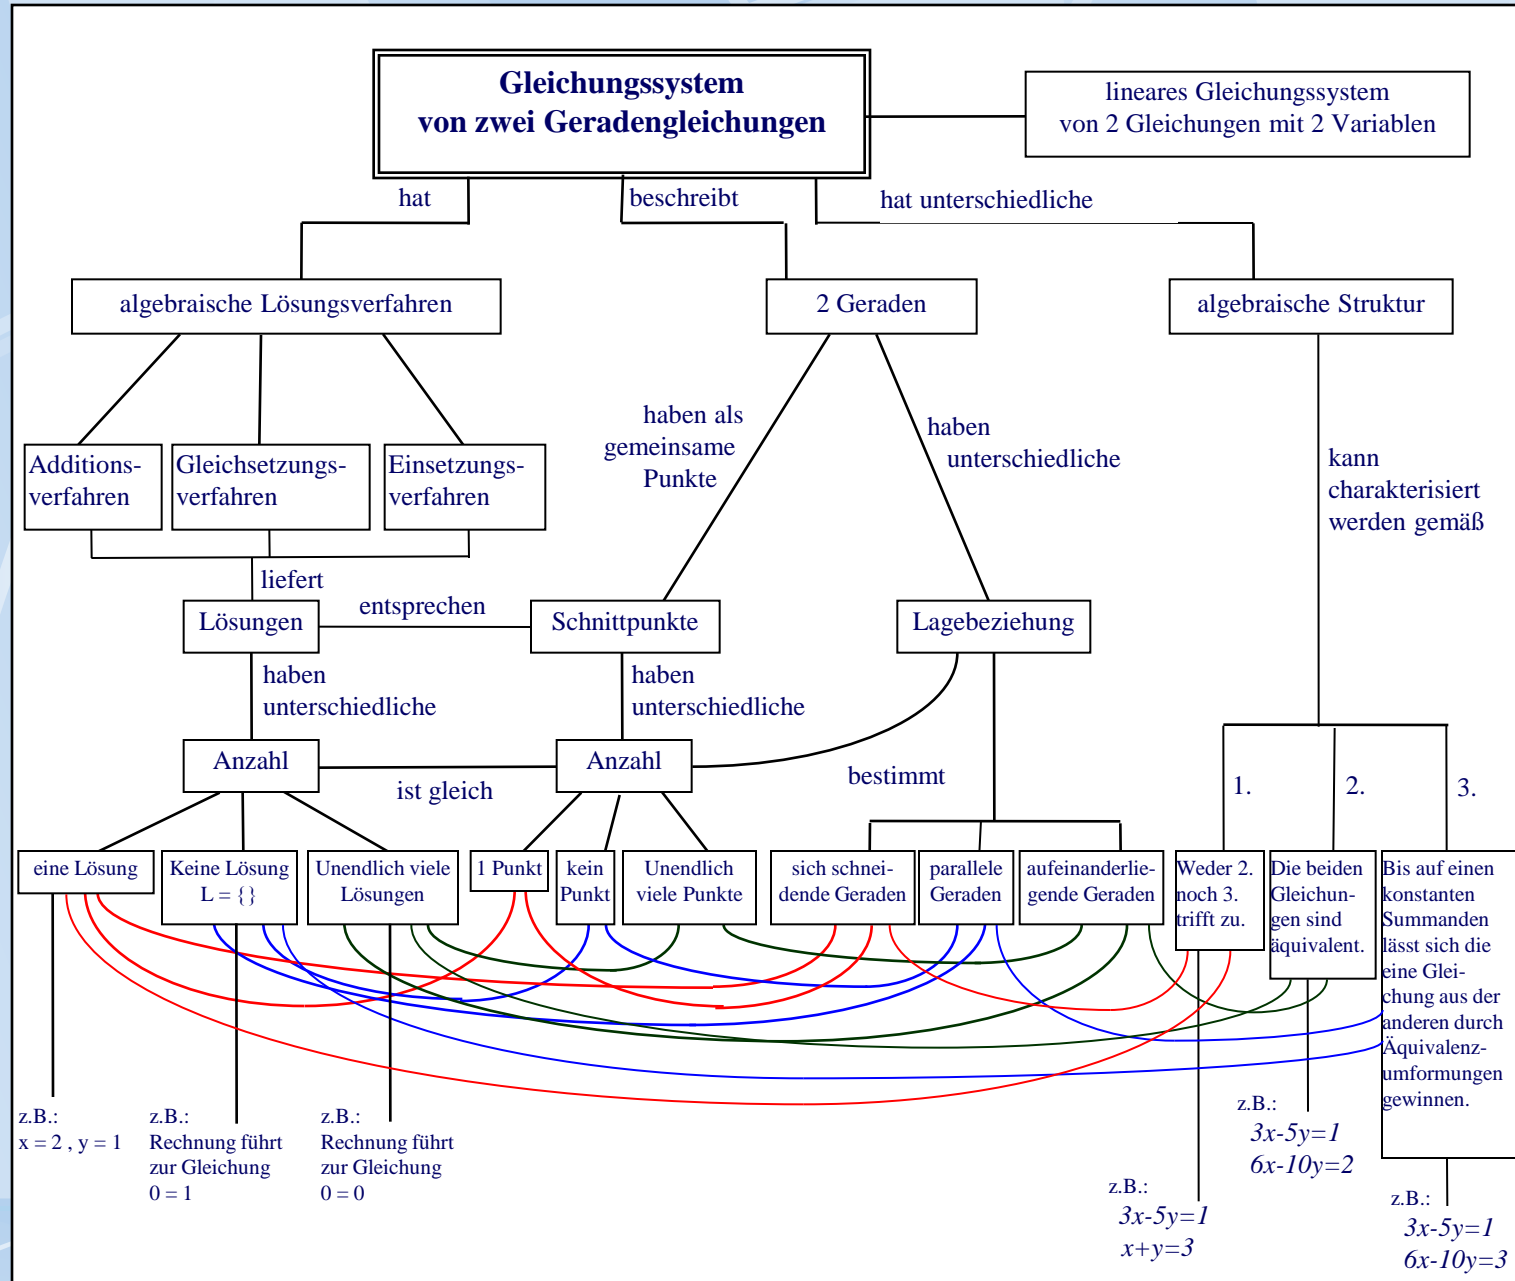 Gleichungssystem
von zwei Geradengleichungen
lineares Gleichungssystem
von 2 Gleichungen mit 2 Variablen
hat
beschreibt
hat unterschiedliche
algebraische Lösungsverfahren
2 Geraden
algebraische Struktur
haben als
gemeinsame
Punkte
haben
unterschiedliche
kann
charakterisiert
werden gemäß
Additions-
verfahren
Gleichsetzungs-
verfahren
Einsetzungs-
verfahren
liefert
Lösungen
entsprechen
Schnittpunkte
Lagebeziehung
haben
unterschiedliche
haben
unterschiedliche
Anzahl
ist gleich
Anzahl
bestimmt
1.
2.
3.
eine Lösung
Keine Lösung
L = {}
Unendlich viele
Lösungen
1 Punkt
kein
Punkt
Unendlich
viele Punkte
sich schnei-
dende Geraden
parallele
Geraden
aufeinanderlie-
gende Geraden
Weder 2.
noch 3.
trifft zu.
Die beiden
Gleichun-
gen sind
äquivalent.
Bis auf einen
konstanten
Summanden
lässt sich die
eine Glei-
chung aus der
anderen durch
Äquivalenz-
umformungen
gewinnen.
z.B.:
x = 2 , y = 1
z.B.:
Rechnung führt
zur Gleichung
0 = 1
z.B.:
Rechnung führt
zur Gleichung
0 = 0
z.B.:
3x-5y=1
x+y=3
z.B.:
3x-5y=1
6x-10y=2
z.B.:
3x-5y=1
6x-10y=3